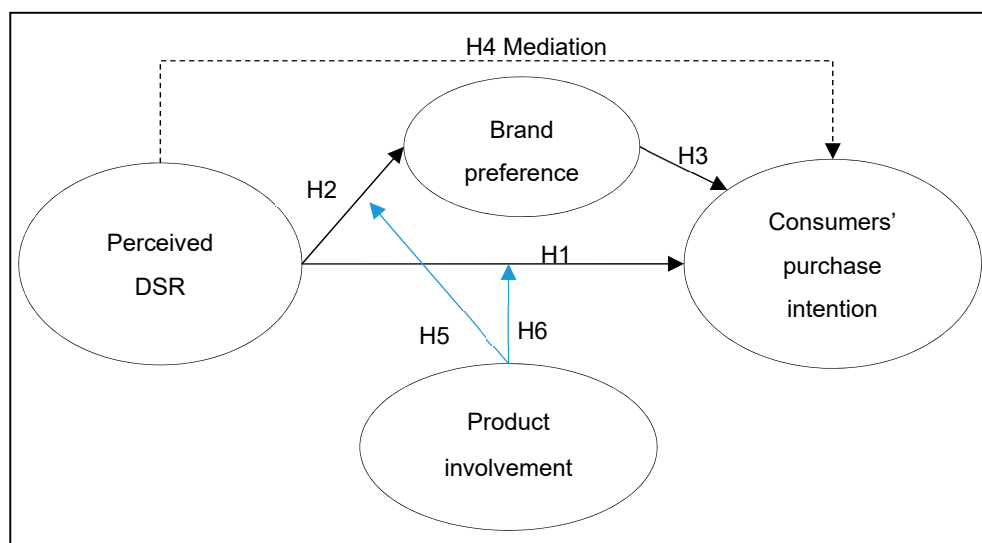 H4 Mediation
Brand
preference
H3
H2
Perceived
DSR
Consumers’
purchase
intention
H1
H5
H6
Product
involvement